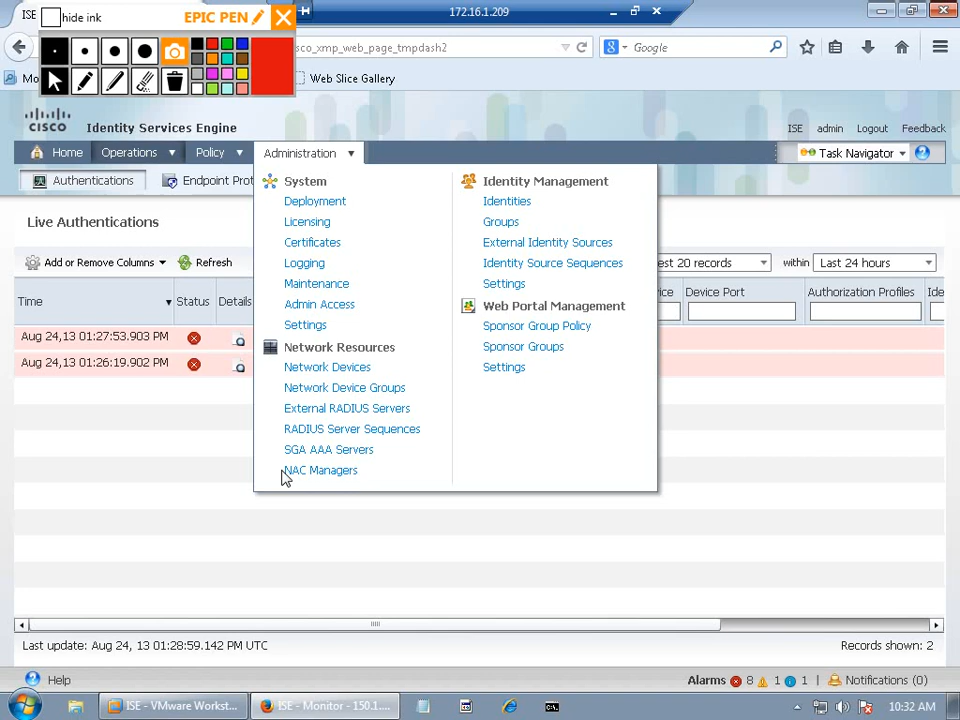 ISE
hide ink
EPIC PEN
172.16.1.209
isco_xmp_web_page_tmpdash2
Google
Mo
Web Slice Gallery
CISCO
Identity Services Engine
ISE admin Logout Feedback
Home Operations Policy Administration
Task Navigator
Authentications
Endpoint Prot
Live Authentications
Add or Remove Columns
Refresh
est 20 records
within
Last 24 hours
Time
Status
Details
ice
Device Port
Authorization Profiles
Ide
Aug 24,13 01:27:53.903 PM
Aug 24,13 01:26:19.902 PM
System
Deployment
Licensing
Certificates
Logging
Maintenance
Admin Access
Settings
Network Resources
Network Devices
Network Device Groups
External RADIUS Servers
RADIUS Server Sequences
SGA AAA Servers
NAC Managers
Identity Management
Identities
Groups
External Identity Sources
Identity Source Sequences
Settings
Web Portal Management
Sponsor Group Policy
Sponsor Groups
Settings
Last update: Aug 24, 13 01:28:59.142 PM UTC
Records shown: 2
Help
Alarms 8 1 1 Notifications (0)
ISE - VMware Workst...
ISE - Monitor - 150.1....
10:32 AM